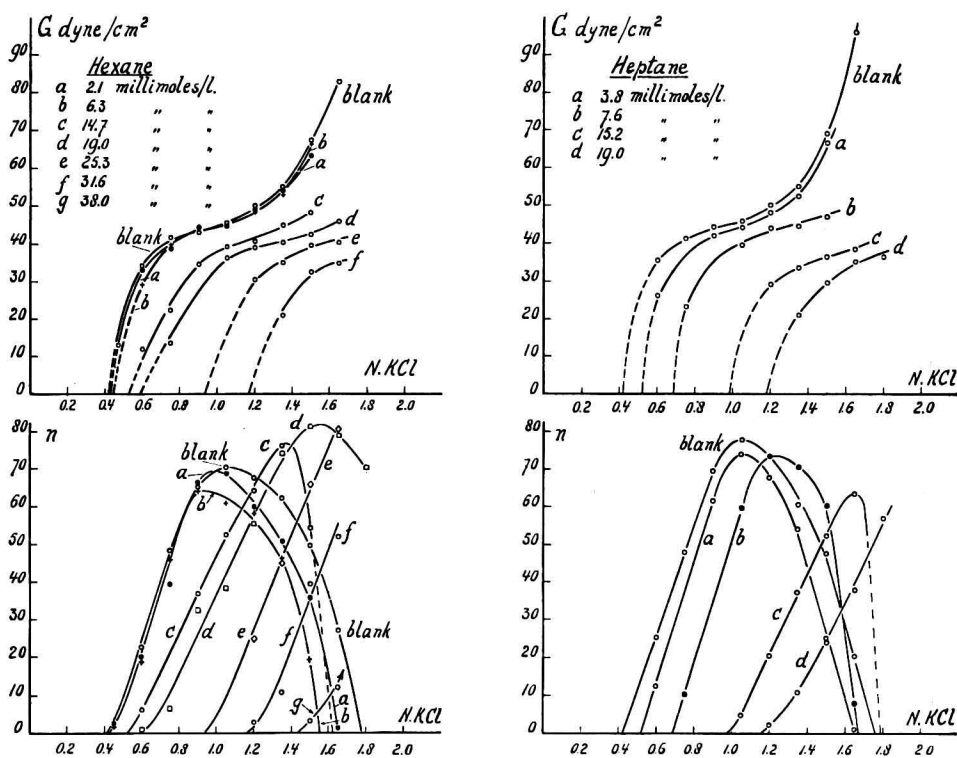 G dyne/cm²
Hexane
a 2.1 millimoles/l.
b 6.3 " "
c 14.7 " "
d 19.0 " "
e 25.3 " "
f 31.6 " "
g 38.0 " "
blank
b
a
c
d
e
f
blank
a
b
90
80
70
60
50
40
30
20
10
0
N.KCl
0.2 0.4 0.6 0.8 1.0 1.2 1.4 1.6 1.8 2.0
G dyne/cm²
Heptane
a 3.8 millimoles/l.
b 7.6 " "
c 15.2 " "
d 19.0 " "
blank
a
b
c
d
90
80
70
60
50
40
30
20
10
0
N.KCl
0.2 0.4 0.6 0.8 1.0 1.2 1.4 1.6 1.8 2.0
n
80
70
60
50
40
30
20
10
0
blank
a
b
c
d
e
f
c
d
e
f
g
blank
a
b
N.KCl
0.2 0.4 0.6 0.8 1.0 1.2 1.4 1.6 1.8 2.0
n
80
70
60
50
40
30
20
10
0
blank
a
b
c
d
N.KCl
0.2 0.4 0.6 0.8 1.0 1.2 1.4 1.6 1.8 2.0